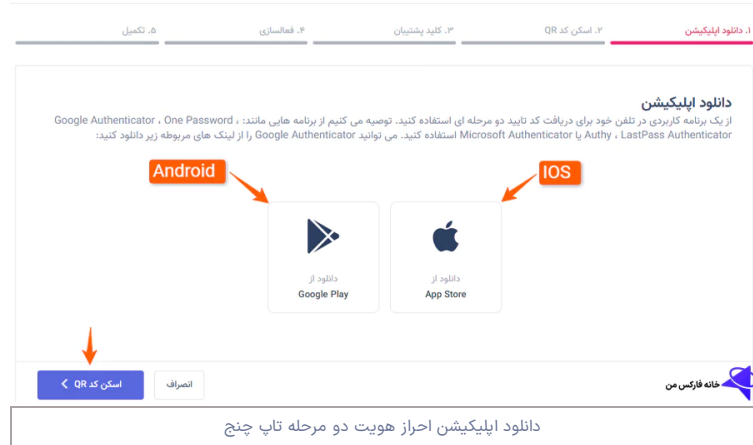 ۱. دانلود اپلیکیشن
۲. اسکن کد QR
۳. کلید پشتیبان
۴. فعالسازی
۵. تکمیل
دانلود اپلیکیشن
از یک برنامه کاربردی در تلفن خود برای دریافت کد تایید دو مرحله ای استفاده کنید. توصیه می کنیم از برنامه هایی مانند: Google Authenticator ، One Password ،
Authy ، LastPass Authenticator یا Microsoft Authenticator استفاده کنید. می توانید Google Authenticator را از لینک های مربوطه زیر دانلود کنید:
IOS
Android
دانلود از
App Store
دانلود از
Google Play
خانه فارکس من
انصراف
اسکن کد QR
دانلود اپلیکیشن احراز هویت دو مرحله تاپ چنج